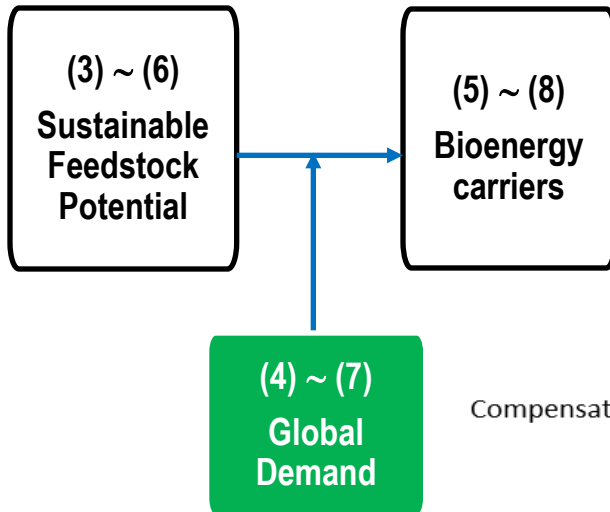 (3) ~ (6)
Sustainable
Feedstock
Potential
(5) ~ (8)
Bioenergy
carriers
(4) ~ (7)
Global
Demand
Compensat